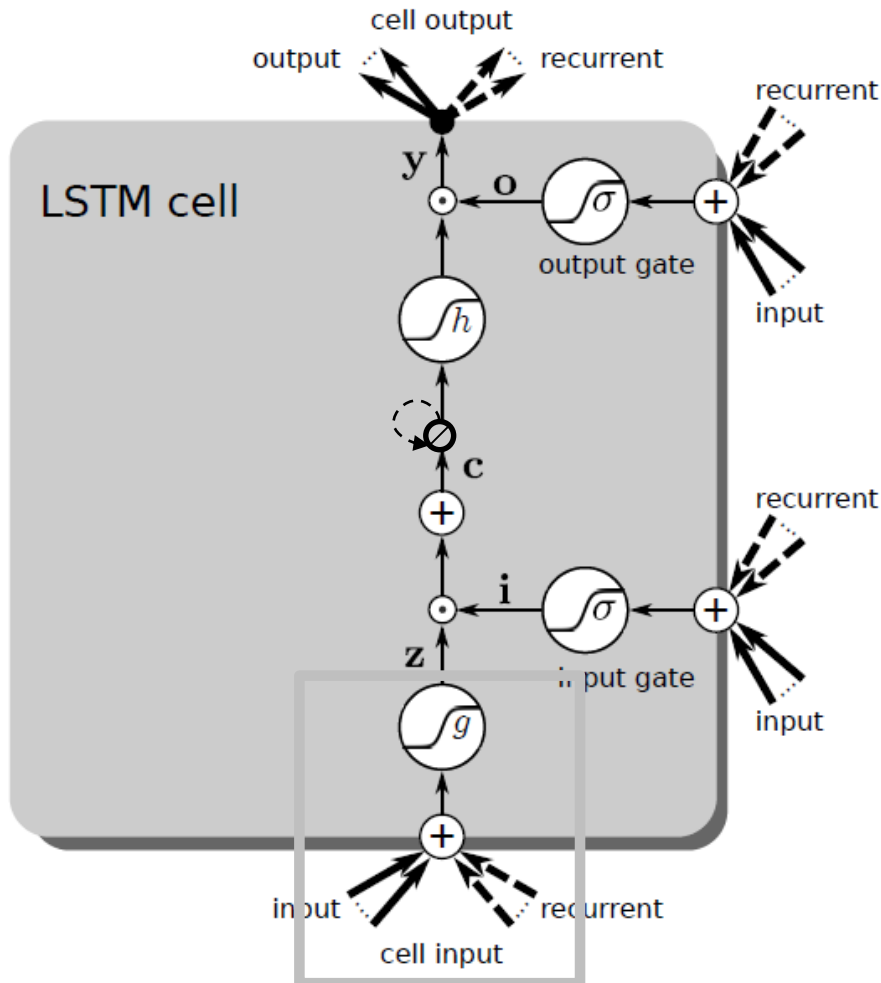 cell output
output
recurrent
recurrent
y
o
σ
+
LSTM cell
output gate
h
input
c
+
recurrent
i
σ
+
z
input gate
g
input
+
input
recurrent
cell input